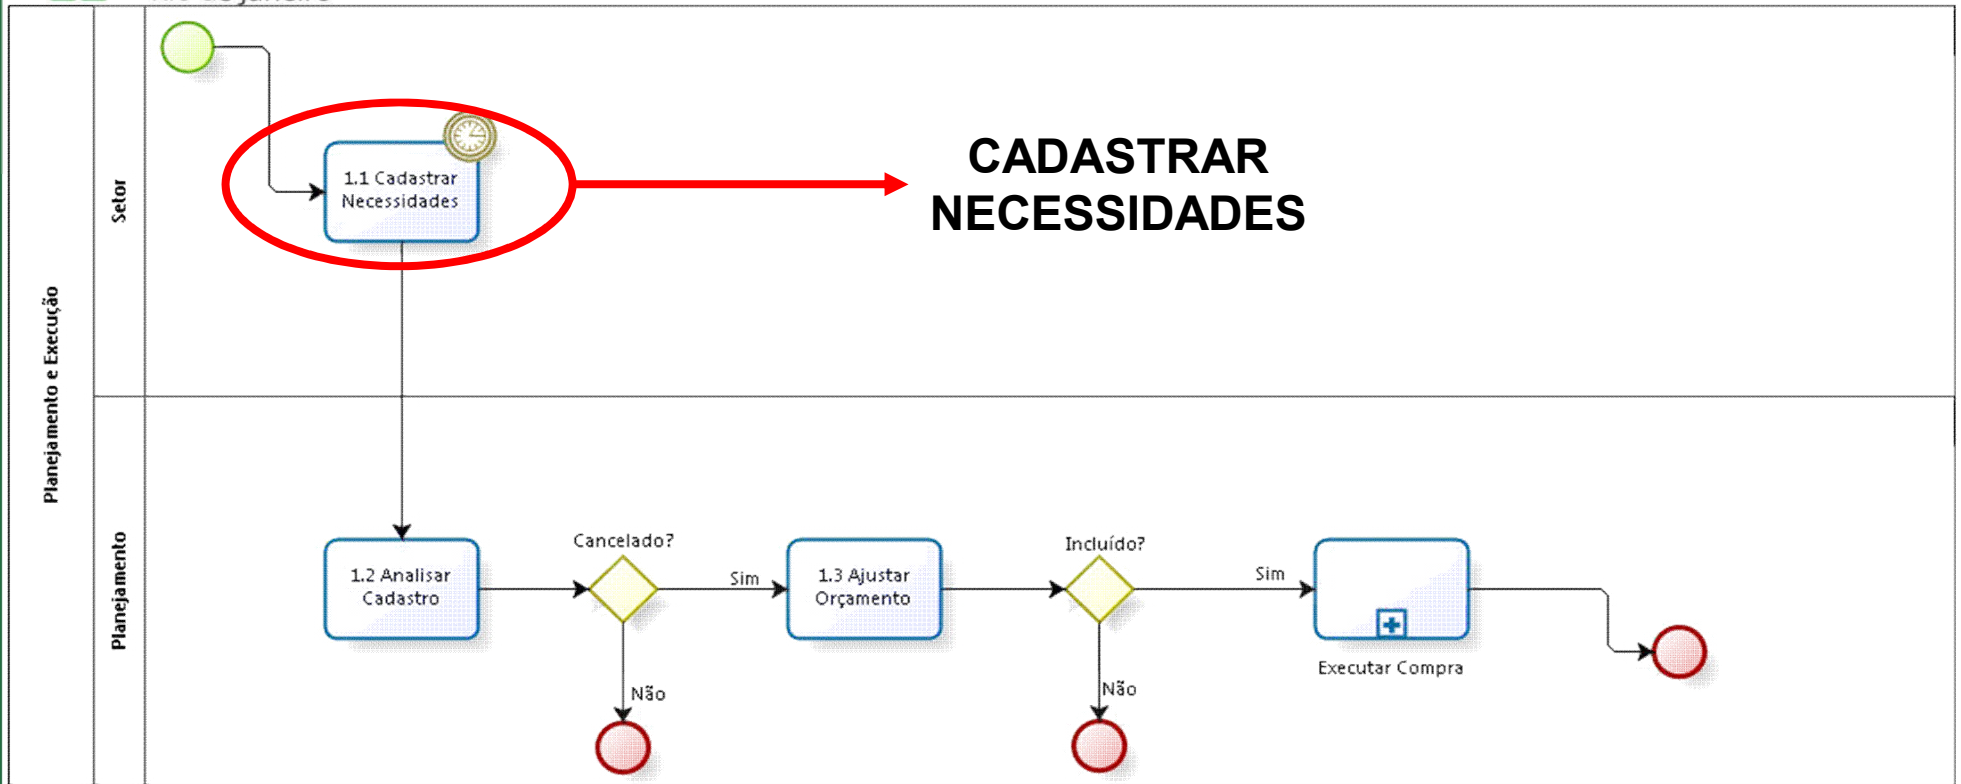 Planejamento e Execução
Setor
1.1 Cadastrar
Necessidades
CADASTRAR
NECESSIDADES
Planejamento
1.2 Analisar
Cadastro
Cancelado?
Sim
Não
1.3 Ajustar
Orçamento
Incluído?
Sim
Não
Executar Compra